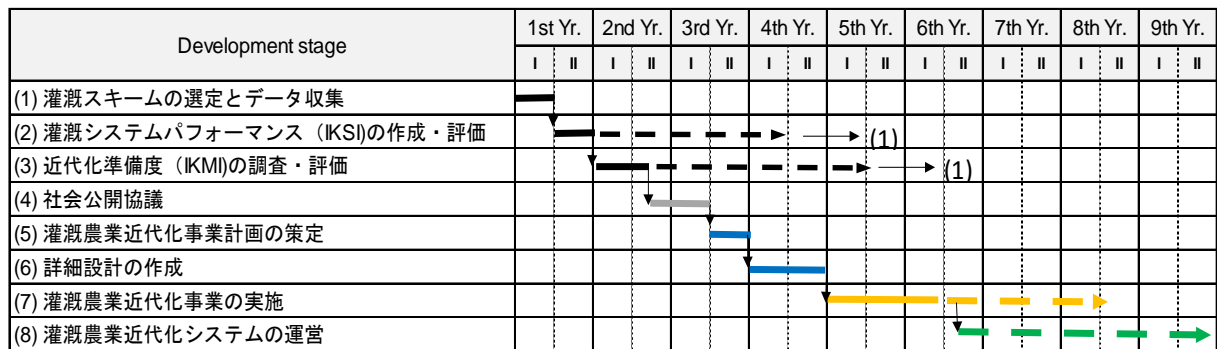 Development stage 1st Yr. 2nd Yr. 3rd Yr. 4th Yr. 5th Yr. 6th Yr. 7th Yr. 8th Yr. 9th Yr.
I II I II I II I II I II I II I II I II I II
(1) 灌漑スキームの選定とデータ収集
(2) 灌漑システムパフォーマンス（IKSI)の作成・評価 (1)
(3) 近代化準備度（IKMI)の調査・評価 (1)
(4) 社会公開協議
(5) 灌漑農業近代化事業計画の策定
(6) 詳細設計の作成
(7) 灌漑農業近代化事業の実施
(8) 灌漑農業近代化システムの運営